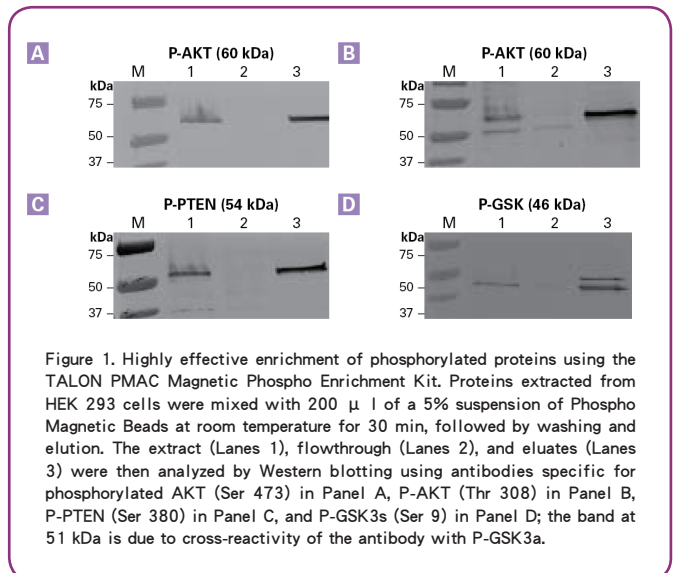 A
P-AKT (60 kDa)
M 1 2 3
kDa
75
50
37
B
P-AKT (60 kDa)
M 1 2 3
kDa
75
50
37
C
P-PTEN (54 kDa)
M 1 2 3
kDa
75
50
37
D
P-GSK (46 kDa)
M 1 2 3
kDa
75
50
37
Figure 1. Highly effective enrichment of phosphorylated proteins using the
TALON PMAC Magnetic Phospho Enrichment Kit. Proteins extracted from
HEK 293 cells were mixed with 200 μ l of a 5% suspension of Phospho
Magnetic Beads at room temperature for 30 min, followed by washing and
elution. The extract (Lanes 1), flowthrough (Lanes 2), and eluates (Lanes
3) were then analyzed by Western blotting using antibodies specific for
phosphorylated AKT (Ser 473) in Panel A, P-AKT (Thr 308) in Panel B,
P-PTEN (Ser 380) in Panel C, and P-GSK3s (Ser 9) in Panel D; the band at
51 kDa is due to cross-reactivity of the antibody with P-GSK3a.